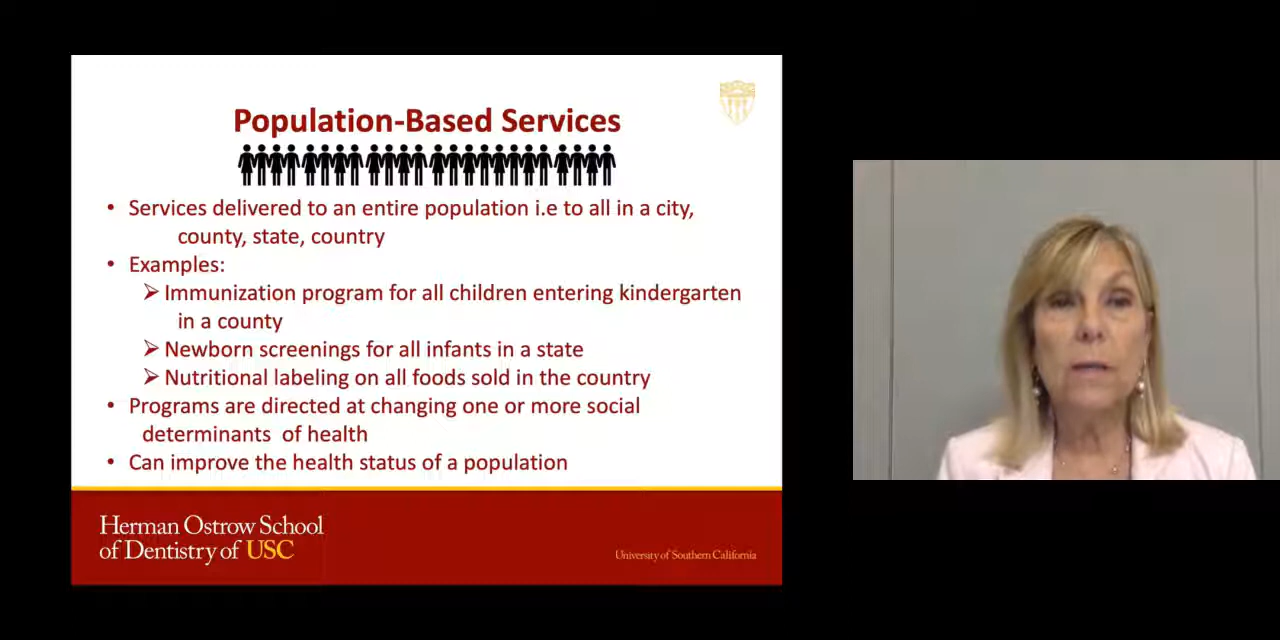 Population-Based Services
• Services delivered to an entire population i.e to all in a city,
county, state, country
• Examples:
➢ Immunization program for all children entering kindergarten
in a county
➢ Newborn screenings for all infants in a state
➢ Nutritional labeling on all foods sold in the country
• Programs are directed at changing one or more social
determinants of health
• Can improve the health status of a population
Herman Ostrow School
of Dentistry of USC
University of Southern California